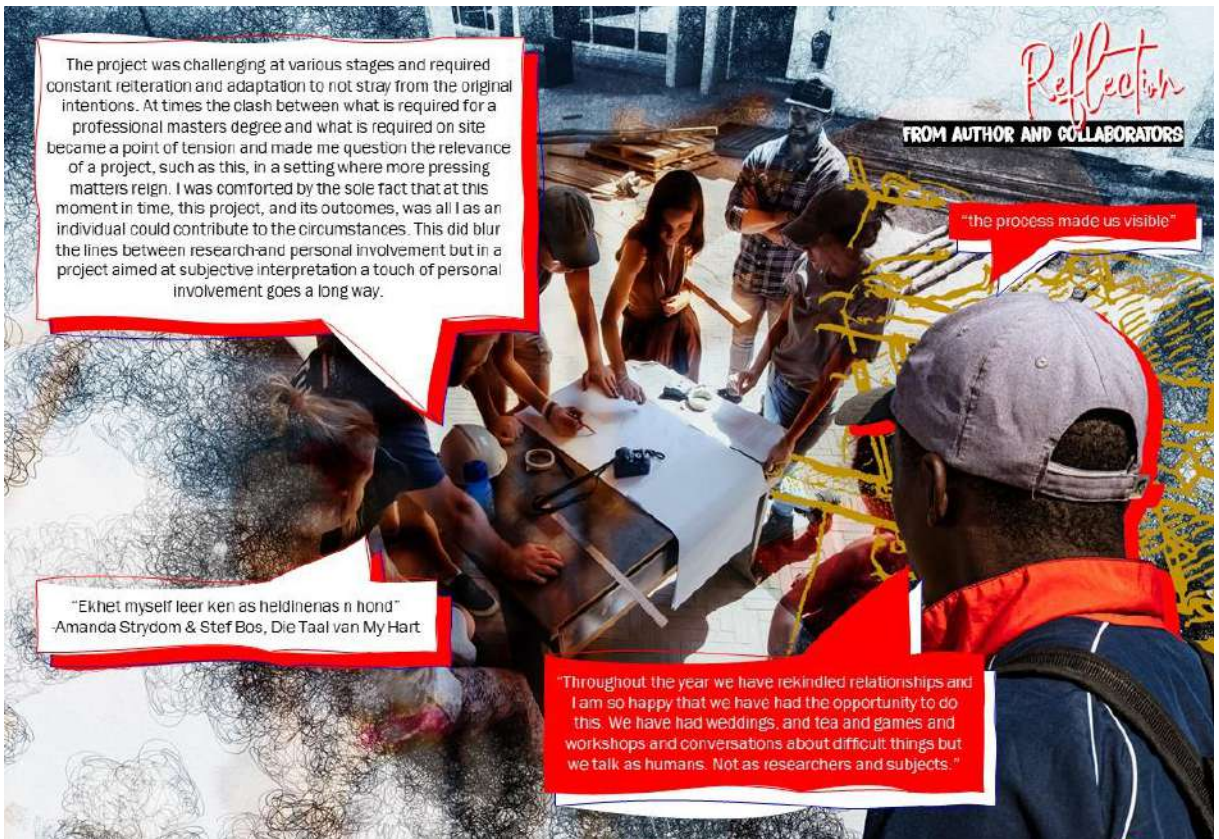 Reflection
FROM AUTHOR AND COLLABORATORS
The project was challenging at various stages and required
constant reiteration and adaptation to not stray from the original
intentions. At times the clash between what is required for a
professional masters degree and what is required on site
became a point of tension and made me question the relevance
of a project, such as this, in a setting where more pressing
matters reign. I was comforted by the sole fact that at this
moment in time, this project, and its outcomes, was all I as an
individual could contribute to the circumstances. This did blur
the lines between research-and personal involvement but in a
project aimed at subjective interpretation a touch of personal
involvement goes a long way.
"the process made us visible"
"Ekhet myself leer ken as heldinenas n hond"
-Amanda Strydom & Stef Bos, Die Taal van My Hart
"Throughout the year we have rekindled relationships and
I am so happy that we have had the opportunity to do
this. We have had weddings, and tea and games and
workshops and conversations about difficult things but
we talk as humans. Not as researchers and subjects."